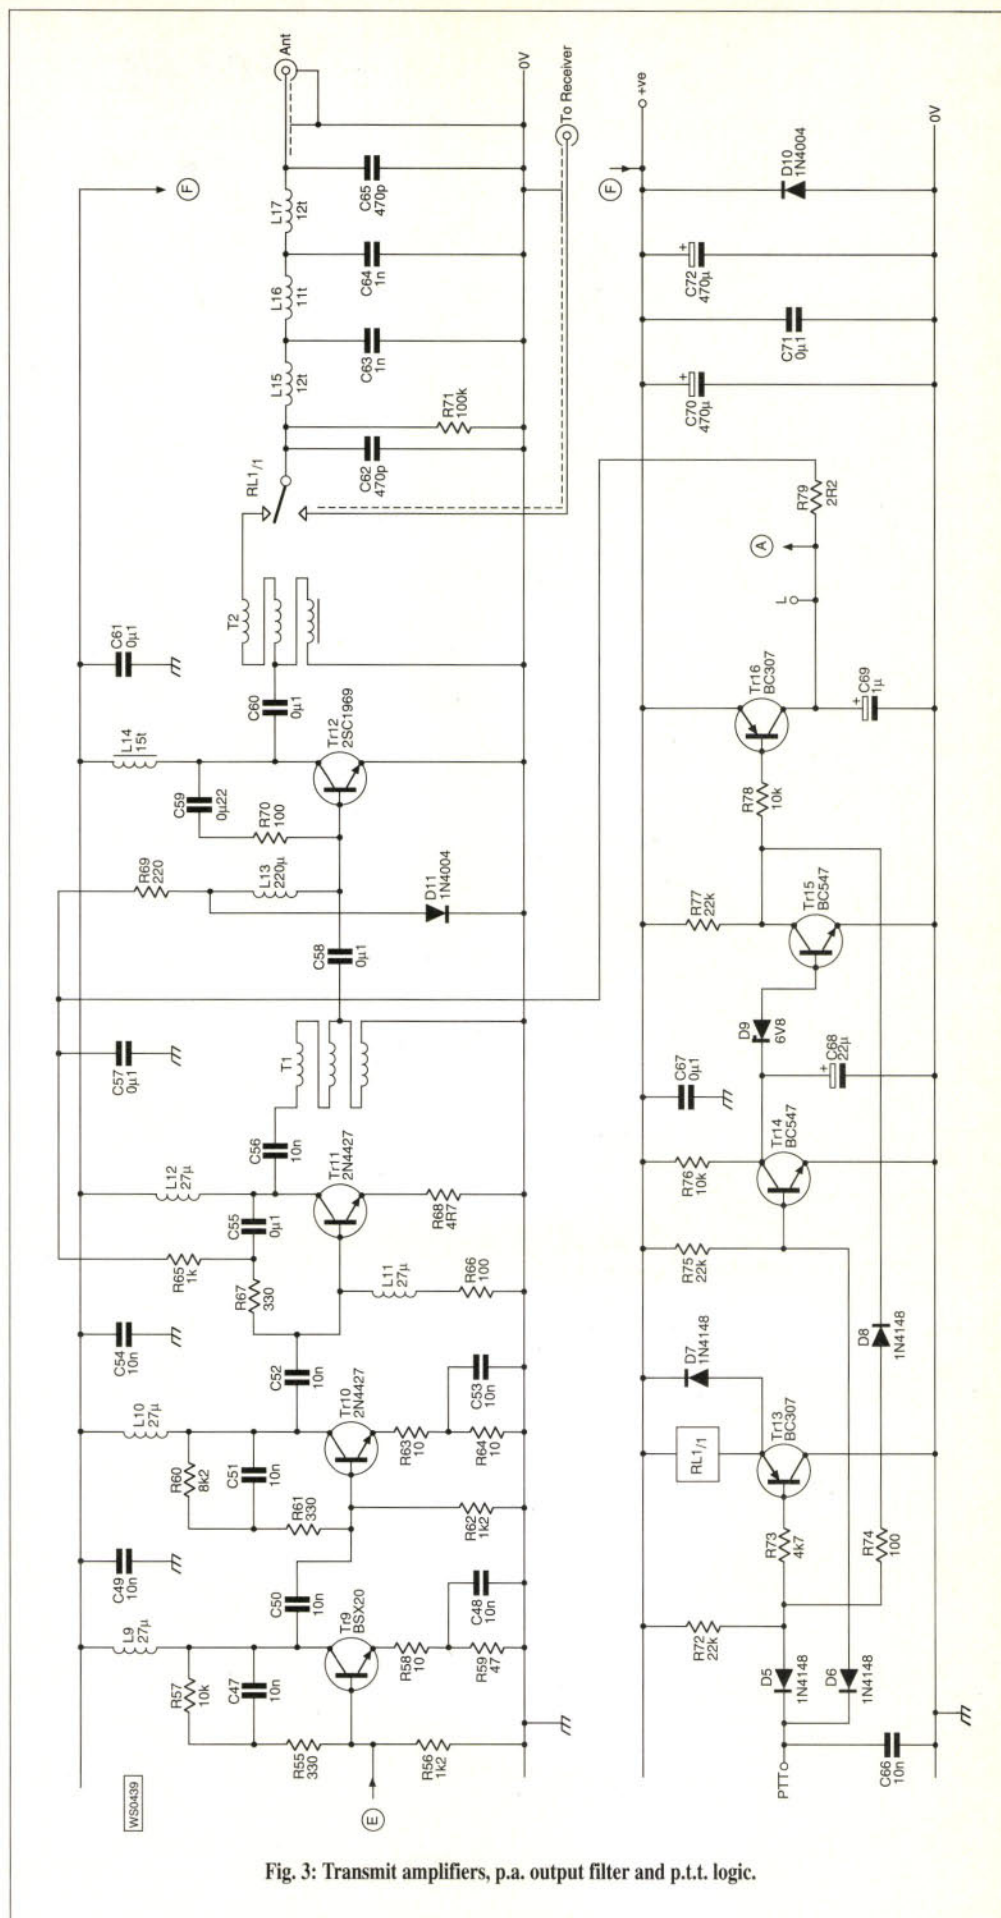 WS0439
E
R55
330
R56
1k2
R57
10k
C47
10n
L9
27µ
Tr9
BSX20
R58
10
R59
47
C48
10n
C49
10n
C50
10n
R60
8k2
C51
10n
R61
330
R62
1k2
L10
27µ
Tr10
2N4427
R63
10
R64
10
C53
10n
C54
10n
C52
10n
R65
1k
R67
330
C55
0µ1
L12
27µ
L11
27µ
R66
100
Tr11
2N4427
R68
4R7
C56
10n
C57
0µ1
T1
C58
0µ1
R69
220
L13
220µ
D11
1N4004
C59
0µ22
R70
100
L14
15t
Tr12
2SC1969
C60
0µ1
C61
0µ1
T2
RL1/1
C62
470p
R71
100k
L15
12t
C63
1n
L16
11t
C64
1n
L17
12t
C65
470p
Ant
F
0V
To Receiver
PTT
C66
10n
D5
1N4148
D6
1N4148
R72
22k
R73
4k7
R74
100
RL1/1
Tr13
BC307
D7
1N4148
D8
1N4148
R75
22k
R76
10k
Tr14
BC547
C67
0µ1
C68
22µ
+
D9
6V8
R77
22k
Tr15
BC547
R78
10k
Tr16
BC307
C69
1µ
+
L
A
R79
2R2
C70
470µ
+
C71
0µ1
C72
470µ
+
D10
1N4004
F
+ve
0V
Fig. 3: Transmit amplifiers, p.a. output filter and p.t.t. logic.